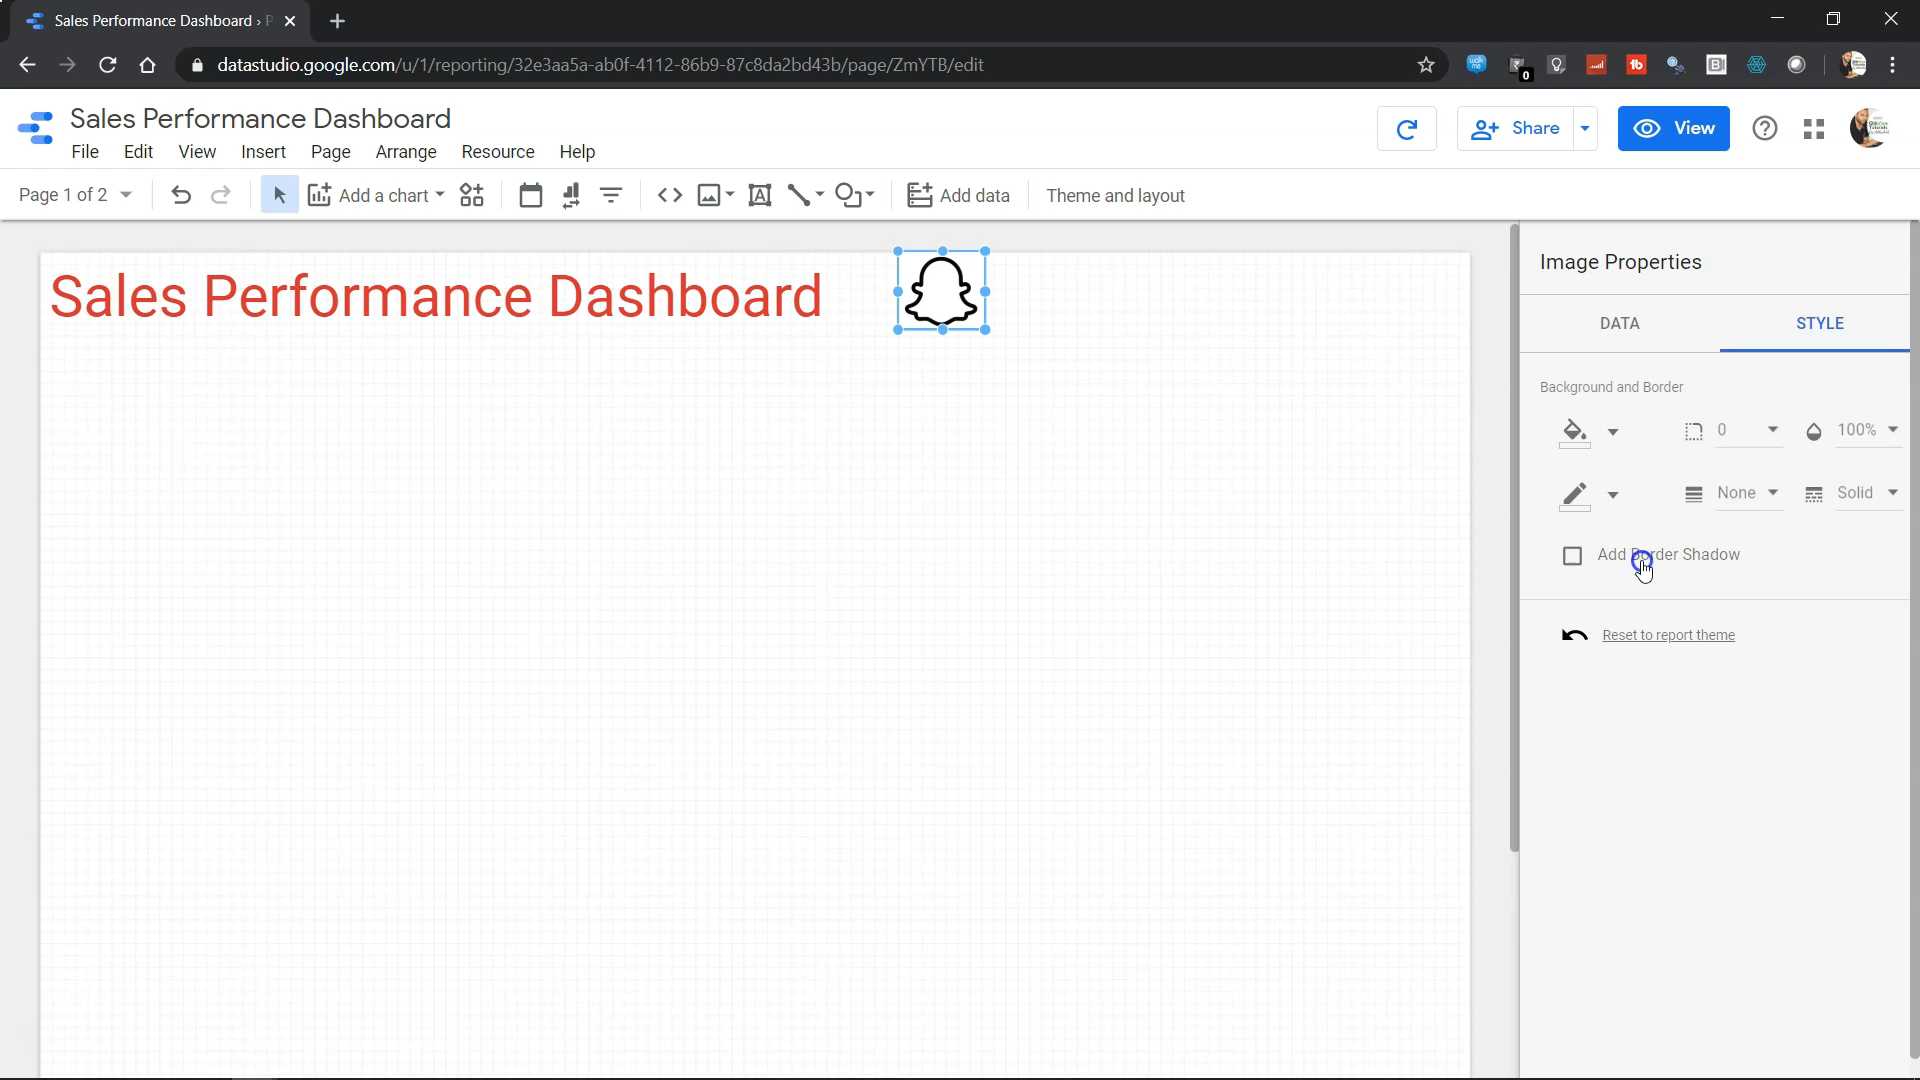 Sales Performance Dashboard › P
datastudio.google.com/u/1/reporting/32e3aa5a-ab0f-4112-86b9-87c8da2bd43b/page/ZmYTB/edit
0
Sales Performance Dashboard
File Edit View Insert Page Arrange Resource Help
Share
View
Page 1 of 2
Add a chart
Add data
Theme and layout
Sales Performance Dashboard
Image Properties
DATA
STYLE
Background and Border
0
100%
None
Solid
Add Border Shadow
Reset to report theme